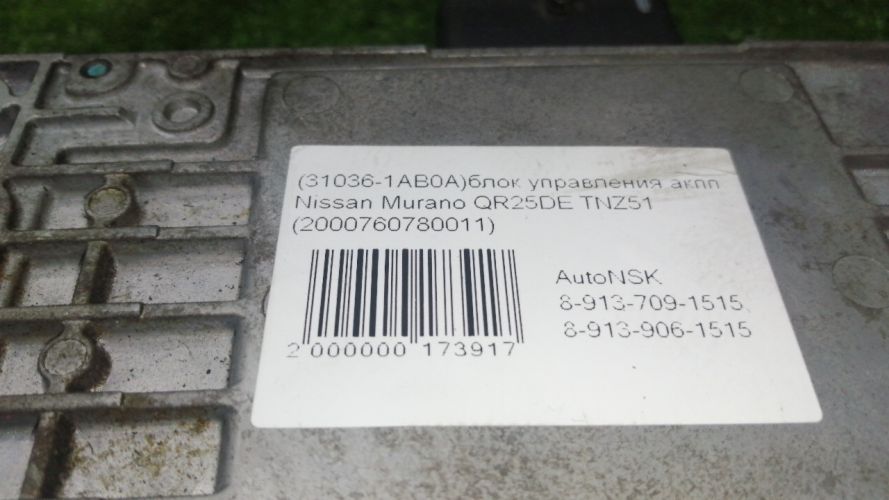 (31036-1AB0A)блок управления акпп
Nissan Murano QR25DE TNZ51
(2000760780011)
AutoNSK
8-913-709-1515,
8-913-906-1515
2 000000 173917